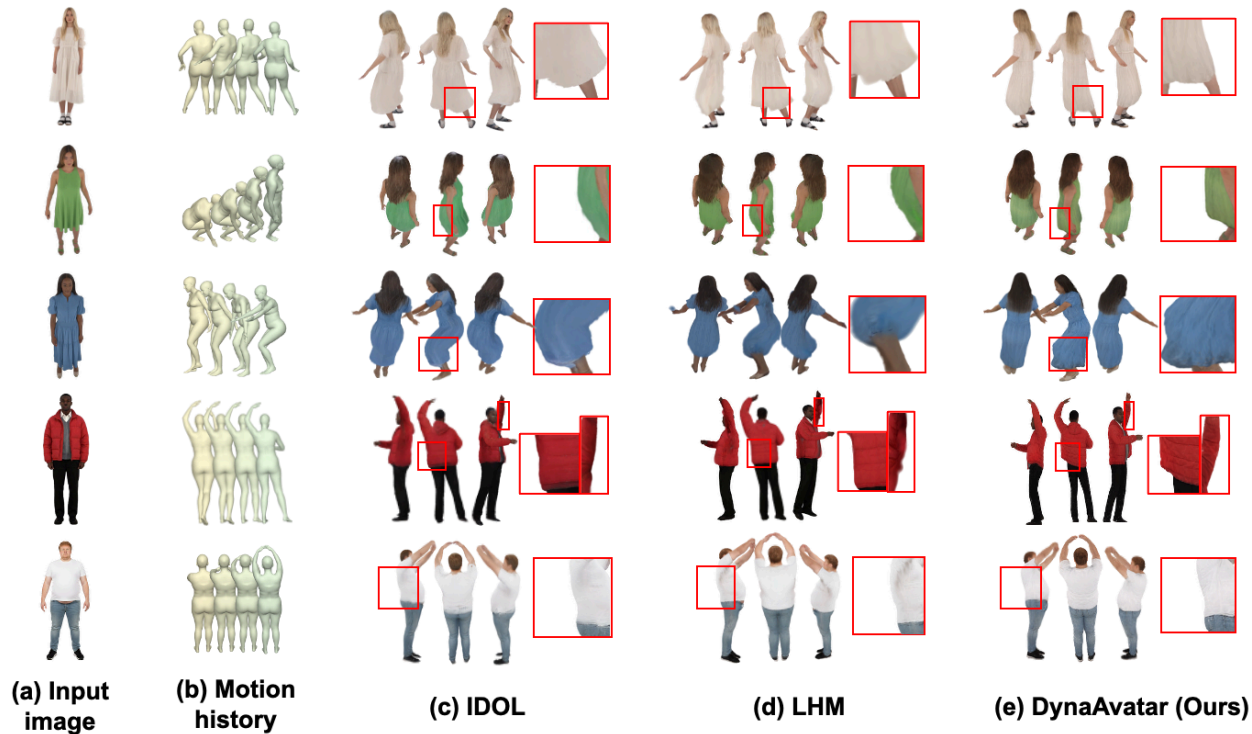 (a) Input
image
(b) Motion
history
(c) IDOL
(d) LHM
(e) DynaAvatar (Ours)